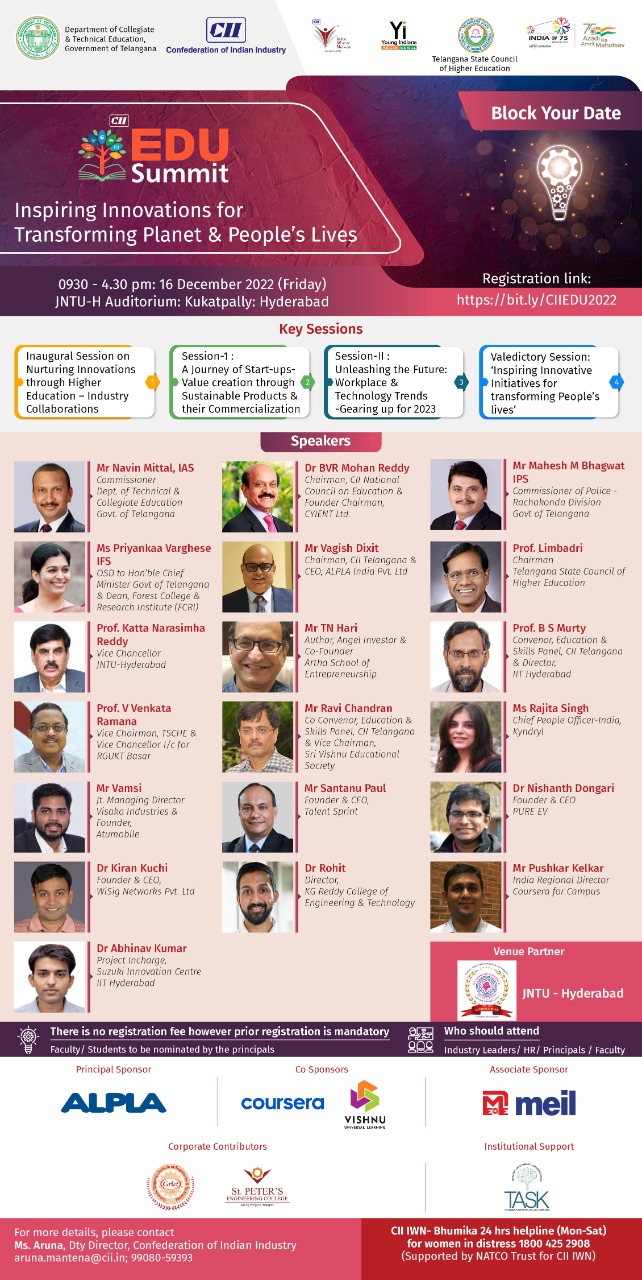 Department of Collegiate
& Technical Education,
Government of Telangana
CII
Confederation of Indian Industry
CII
Yi
Young Indians
Telangana State Council
of Higher Education
INDIA @ 75
Azadi Ka
Amrit Mahotsav
Block Your Date
CII
EDU
Summit
Inspiring Innovations for
Transforming Planet & People's Lives
0930 - 4.30 pm: 16 December 2022 (Friday)
JNTU-H Auditorium: Kukatpally: Hyderabad
Registration link:
https://bit.ly/CIIEDU2022
Key Sessions
Inaugural Session on
Nurturing Innovations
through Higher
Education – Industry
Collaborations
1
Session-1 :
A Journey of Start-ups-
Value creation through
Sustainable Products &
their Commercialization
2
Session-II :
Unleashing the Future:
Workplace &
Technology Trends
-Gearing up for 2023
3
Valedictory Session:
'Inspiring Innovative
Initiatives for
transforming People's
lives'
4
Speakers
Mr Navin Mittal, IAS
Commissioner
Dept. of Technical &
Collegiate Education
Govt. of Telangana
Dr BVR Mohan Reddy
Chairman, CII National
Council on Education &
Founder Chairman,
CYIENT Ltd.
Mr Mahesh M Bhagwat
IPS
Commissioner of Police -
Rachakonda Division
Govt of Telangana
Ms Priyankaa Varghese
IFS
OSD to Hon'ble Chief
Minister Govt of Telangana
& Dean, Forest College &
Research Institute (FCRI)
Mr Vagish Dixit
Chairman, CII Telangana &
CEO, ALPLA India Pvt. Ltd
Prof. Limbadri
Chairman
Telangana State Council of
Higher Education
Prof. Katta Narasimha
Reddy
Vice Chancellor
JNTU-Hyderabad
Mr TN Hari
Author, Angel Investor &
Co-Founder
Artha School of
Entrepreneurship
Prof. B S Murty
Convenor, Education &
Skills Panel, CII Telangana
& Director,
IIT Hyderabad
Prof. V Venkata
Ramana
Vice Chairman, TSCHE &
Vice Chancellor I/c for
RGUKT Basar
Mr Ravi Chandran
Co Convenor, Education &
Skills Panel, CII Telangana
& Vice Chairman,
Sri Vishnu Educational
Society
Ms Rajita Singh
Chief People Officer-India,
Kyndryl
Mr Vamsi
Jt. Managing Director
Visaka Industries &
Founder,
Atumobile
Mr Santanu Paul
Founder & CEO,
Talent Sprint
Dr Nishanth Dongari
Founder & CEO
PURE EV
Dr Kiran Kuchi
Founder & CEO,
WiSig Networks Pvt. Ltd
Dr Rohit
Director,
KG Reddy College of
Engineering & Technology
Mr Pushkar Kelkar
India Regional Director
Coursera for Campus
Dr Abhinav Kumar
Project Incharge,
Suzuki Innovation Centre
IIT Hyderabad
Venue Partner
JNTU - Hyderabad
There is no registration fee however prior registration is mandatory
Faculty/ Students to be nominated by the principals
Who should attend
Industry Leaders/ HR/ Principals / Faculty
Principal Sponsor
ALPLA
Co Sponsors
coursera
VISHNU
UNIVERSAL LEARNING
Associate Sponsor
meil
Corporate Contributors
St. PETER'S
ENGINEERING COLLEGE
Institutional Support
TASK
For more details, please contact
Ms. Aruna, Dty Director, Confederation of Indian Industry
aruna.mantena@cii.in; 99080-59393
CII IWN- Bhumika 24 hrs helpline (Mon-Sat)
for women in distress 1800 425 2908
(Supported by NATCO Trust for CII IWN)